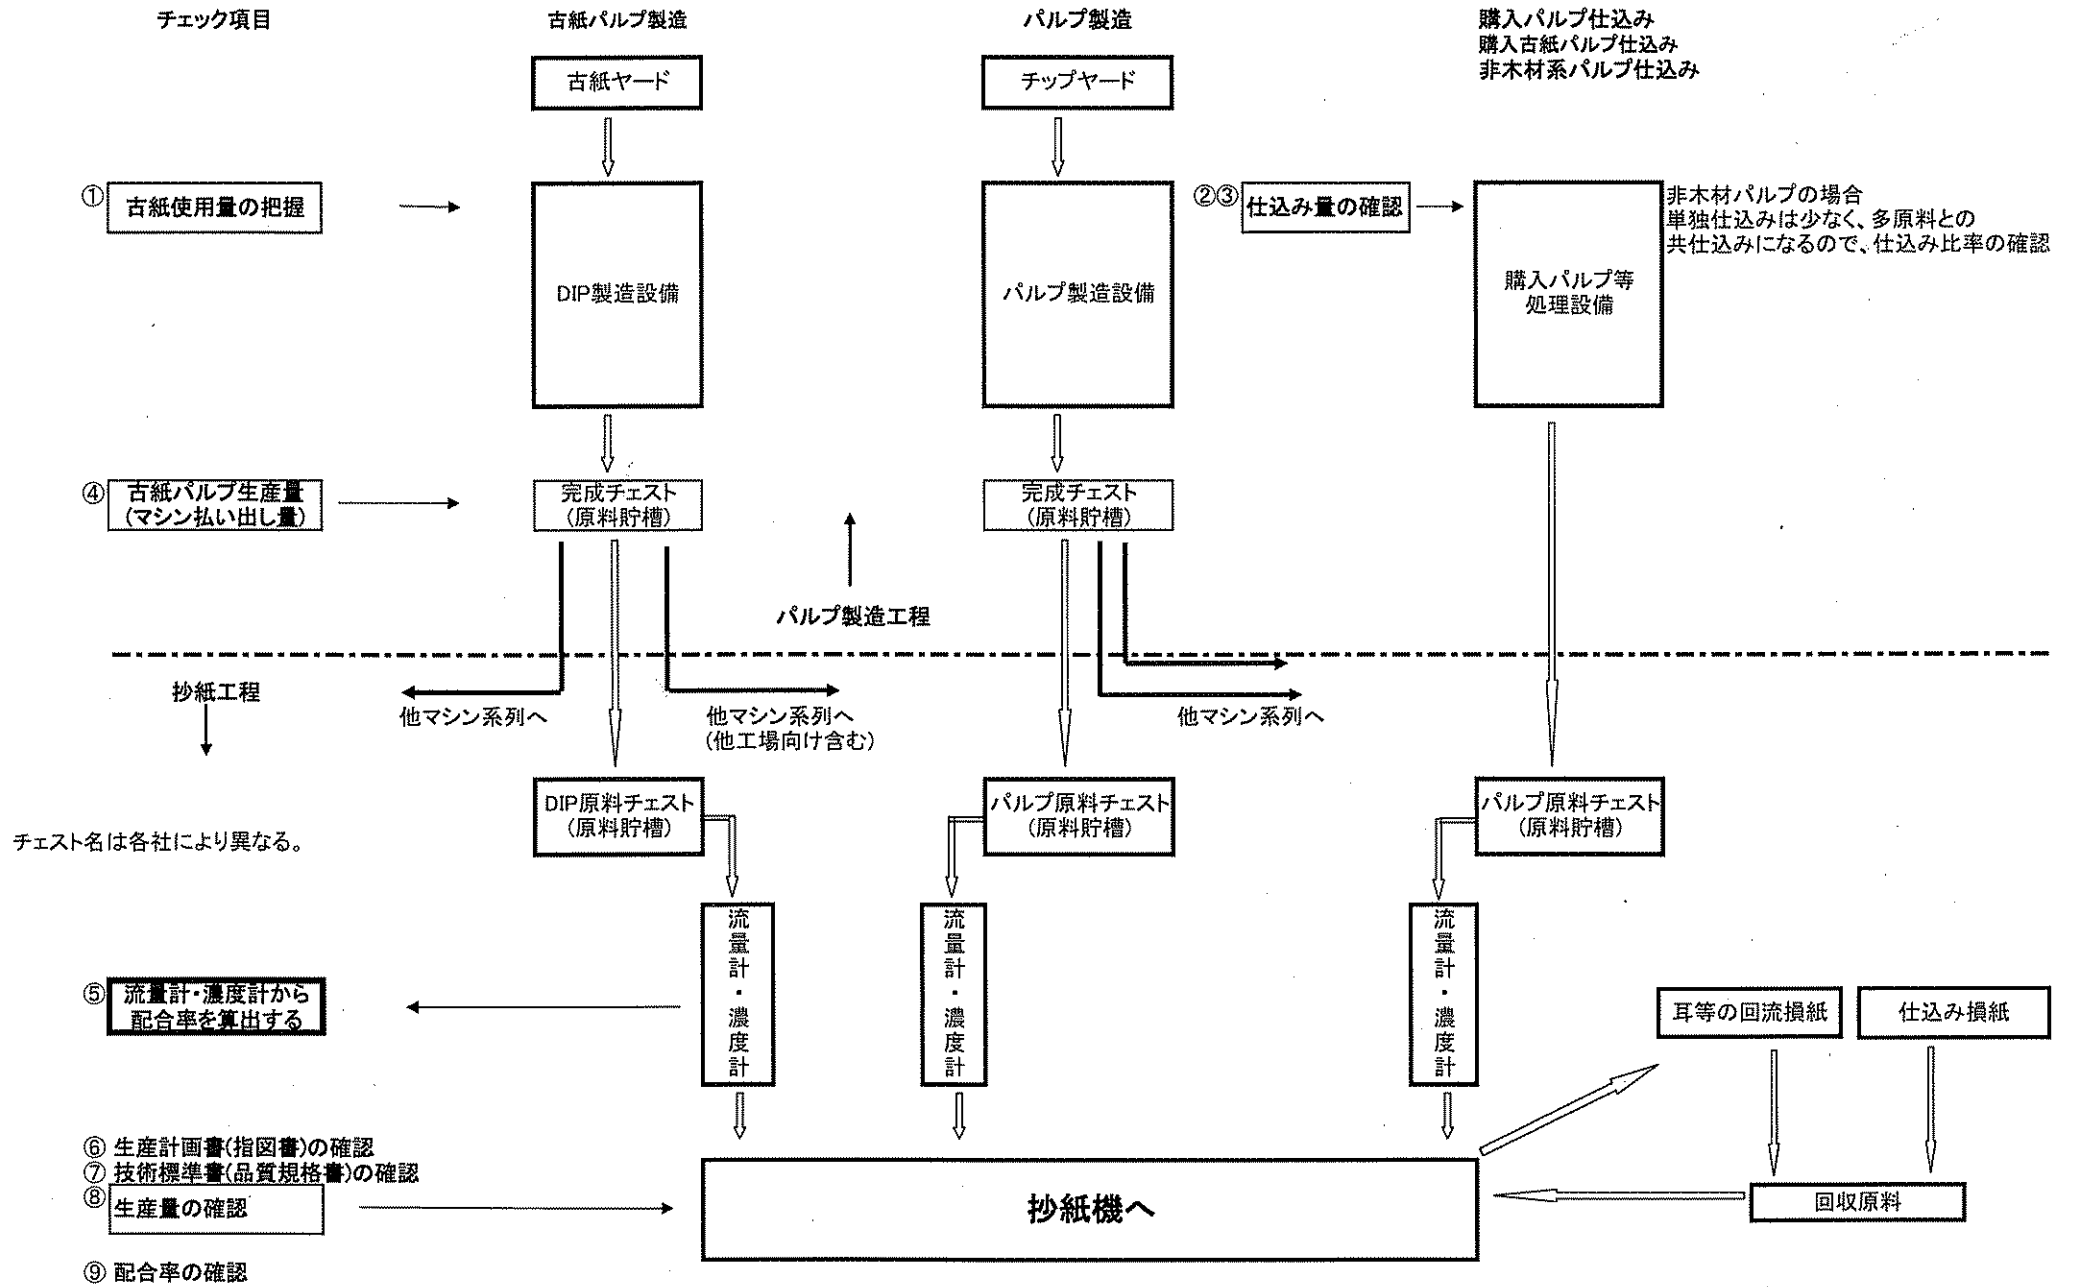 チェック項目
古紙パルプ製造
パルプ製造
購入パルプ仕込み
購入古紙パルプ仕込み
非木材系パルプ仕込み
古紙ヤード
チップヤード
① 古紙使用量の把握
DIP製造設備
パルプ製造設備
②③ 仕込み量の確認
購入パルプ等
処理設備
非木材パルプの場合
単独仕込みは少なく、多原料との
共仕込みになるので、仕込み比率の確認
④ 古紙パルプ生産量
(マシン払い出し量)
完成チェスト
(原料貯槽)
完成チェスト
(原料貯槽)
パルプ製造工程
抄紙工程
他マシン系列へ
他マシン系列へ
(他工場向け含む)
他マシン系列へ
DIP原料チェスト
(原料貯槽)
パルプ原料チェスト
(原料貯槽)
パルプ原料チェスト
(原料貯槽)
チェスト名は各社により異なる。
流量計・濃度計
流量計・濃度計
流量計・濃度計
⑤ 流量計・濃度計から
配合率を算出する
耳等の回流損紙
仕込み損紙
⑥ 生産計画書(指図書)の確認
⑦ 技術標準書(品質規格書)の確認
⑧ 生産量の確認
抄紙機へ
回収原料
⑨ 配合率の確認